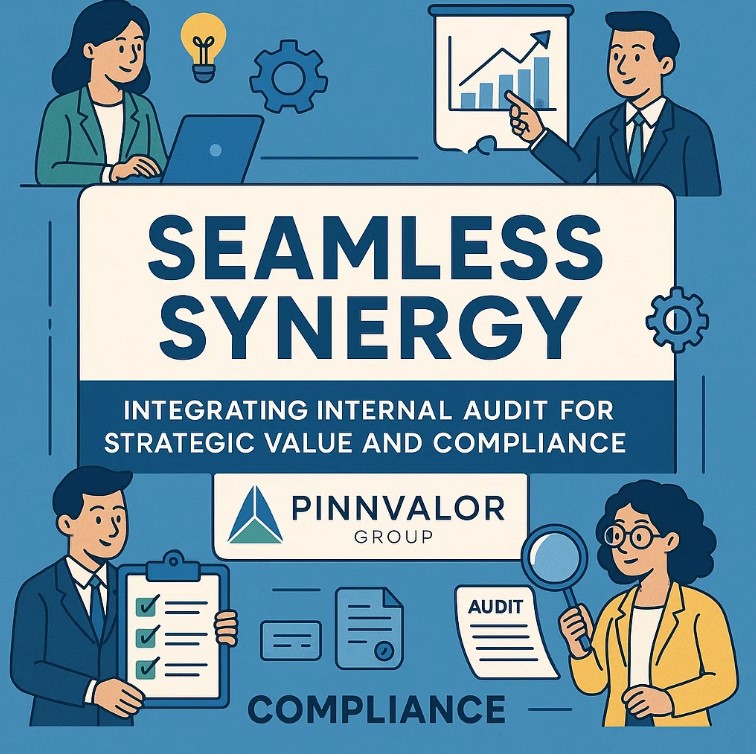 SEAMLESS
SYNERGY
INTEGRATING INTERNAL AUDIT FOR
STRATEGIC VALUE AND COMPLIANCE
PINNVALOR
GROUP
AUDIT
COMPLIANCE